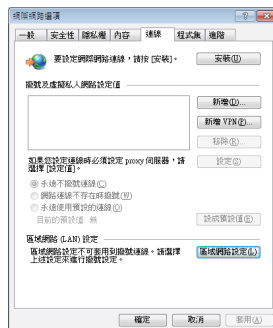 網際網路選項
一般 安全性 隱私權 內容 連線 程式集 進階
要設定網際網路連線，請按 [安裝]。
安裝(U)
撥號及虛擬私人網路設定值
新增(D)...
新增 VPN(P)...
移除(R)...
如果您設定連線時必須設定 proxy 伺服器，請
選擇 [設定值]。
設定(S)
永遠不撥號連線(C)
網路連線不存在時撥號(W)
永遠使用預設的連線(O)
目前的預設值: 無
設成預設值(E)
區域網路 (LAN) 設定
區域網路設定不可套用到撥號連線。請選擇
上述設定來進行撥號設定。
區域網路設定(L)
確定
取消
套用(A)